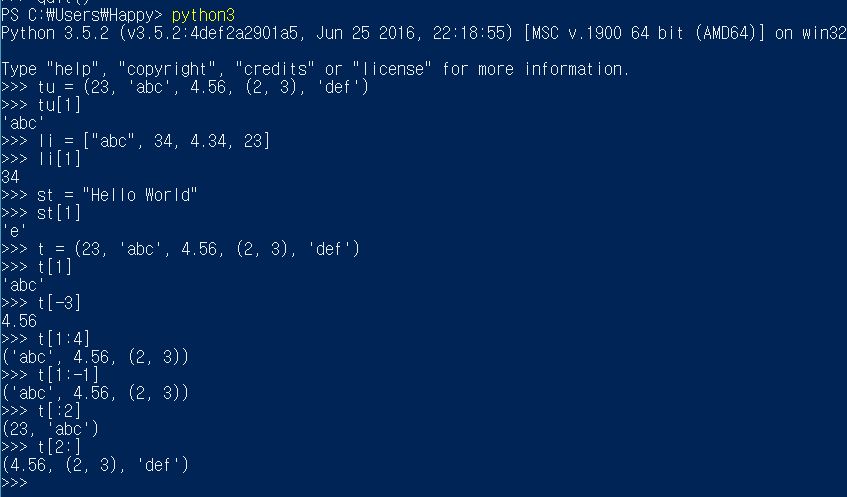 >>> quit()
PS C:₩Users₩Happy> python3
Python 3.5.2 (v3.5.2:4def2a2901a5, Jun 25 2016, 22:18:55) [MSC v.1900 64 bit (AMD64)] on win32
Type "help", "copyright", "credits" or "license" for more information.
>>> tu = (23, 'abc', 4.56, (2, 3), 'def')
>>> tu[1]
'abc'
>>> li = ["abc", 34, 4.34, 23]
>>> li[1]
34
>>> st = "Hello World"
>>> st[1]
'e'
>>> t = (23, 'abc', 4.56, (2, 3), 'def')
>>> t[1]
'abc'
>>> t[-3]
4.56
>>> t[1:4]
('abc', 4.56, (2, 3))
>>> t[1:-1]
('abc', 4.56, (2, 3))
>>> t[:2]
(23, 'abc')
>>> t[2:]
(4.56, (2, 3), 'def')
>>>